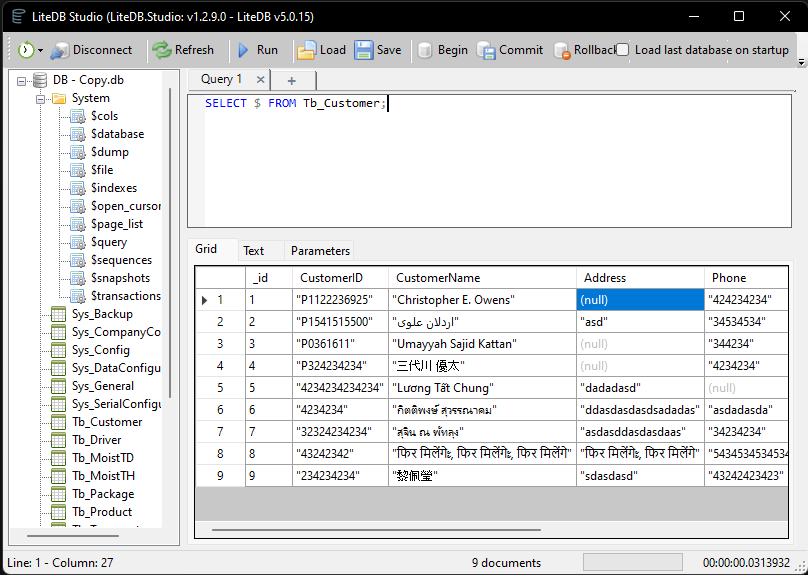 LiteDB Studio (LiteDB.Studio: v1.2.9.0 - LiteDB v5.0.15)
Disconnect Refresh Run Load Save Begin Commit Rollback Load last database on startup
DB - Copy.db
System
$cols
$database
$dump
$file
$indexes
$open_cursor
$page_list
$query
$sequences
$snapshots
$transactions
Sys_Backup
Sys_CompanyCo
Sys_Config
Sys_DataConfigu
Sys_General
Sys_SerialConfigu
Tb_Customer
Tb_Driver
Tb_MoistTD
Tb_MoistTH
Tb_Package
Tb_Product
Query 1 × +
SELECT $ FROM Tb_Customer;
Grid Text Parameters
_id CustomerID CustomerName Address Phone
1 1 "P1122236925" "Christopher E. Owens" (null) "424234234"
2 2 "P1541515500" "اردلان علوی" "asd" "34534534"
3 3 "P0361611" "Umayyah Sajid Kattan" (null) "344234"
4 4 "P324234234" "三代川 優太" (null) "4234234"
5 5 "4234234234234" "Lương Tất Chung" "dadadasd" (null)
6 6 "4234234" "กิตติพงษ์ สุวรรณาคม" "ddasdasdasdsadadas" "asdadasda"
7 7 "32324234234" "สุจิน ณ พัทลุง" "asdasddasdasdaas" "34234234"
8 8 "43242342" "फिर मिलेंगेः, फिर मिलेंगेः, फिर मिलेंगे" "फिर मिलेंगेः, फिर मिलेंगे" "5434534534534
9 9 "234234234" "黎佩瑩" "sdasdasd" "43242423423"
Line: 1 - Column: 27 9 documents 00:00:00.0313932